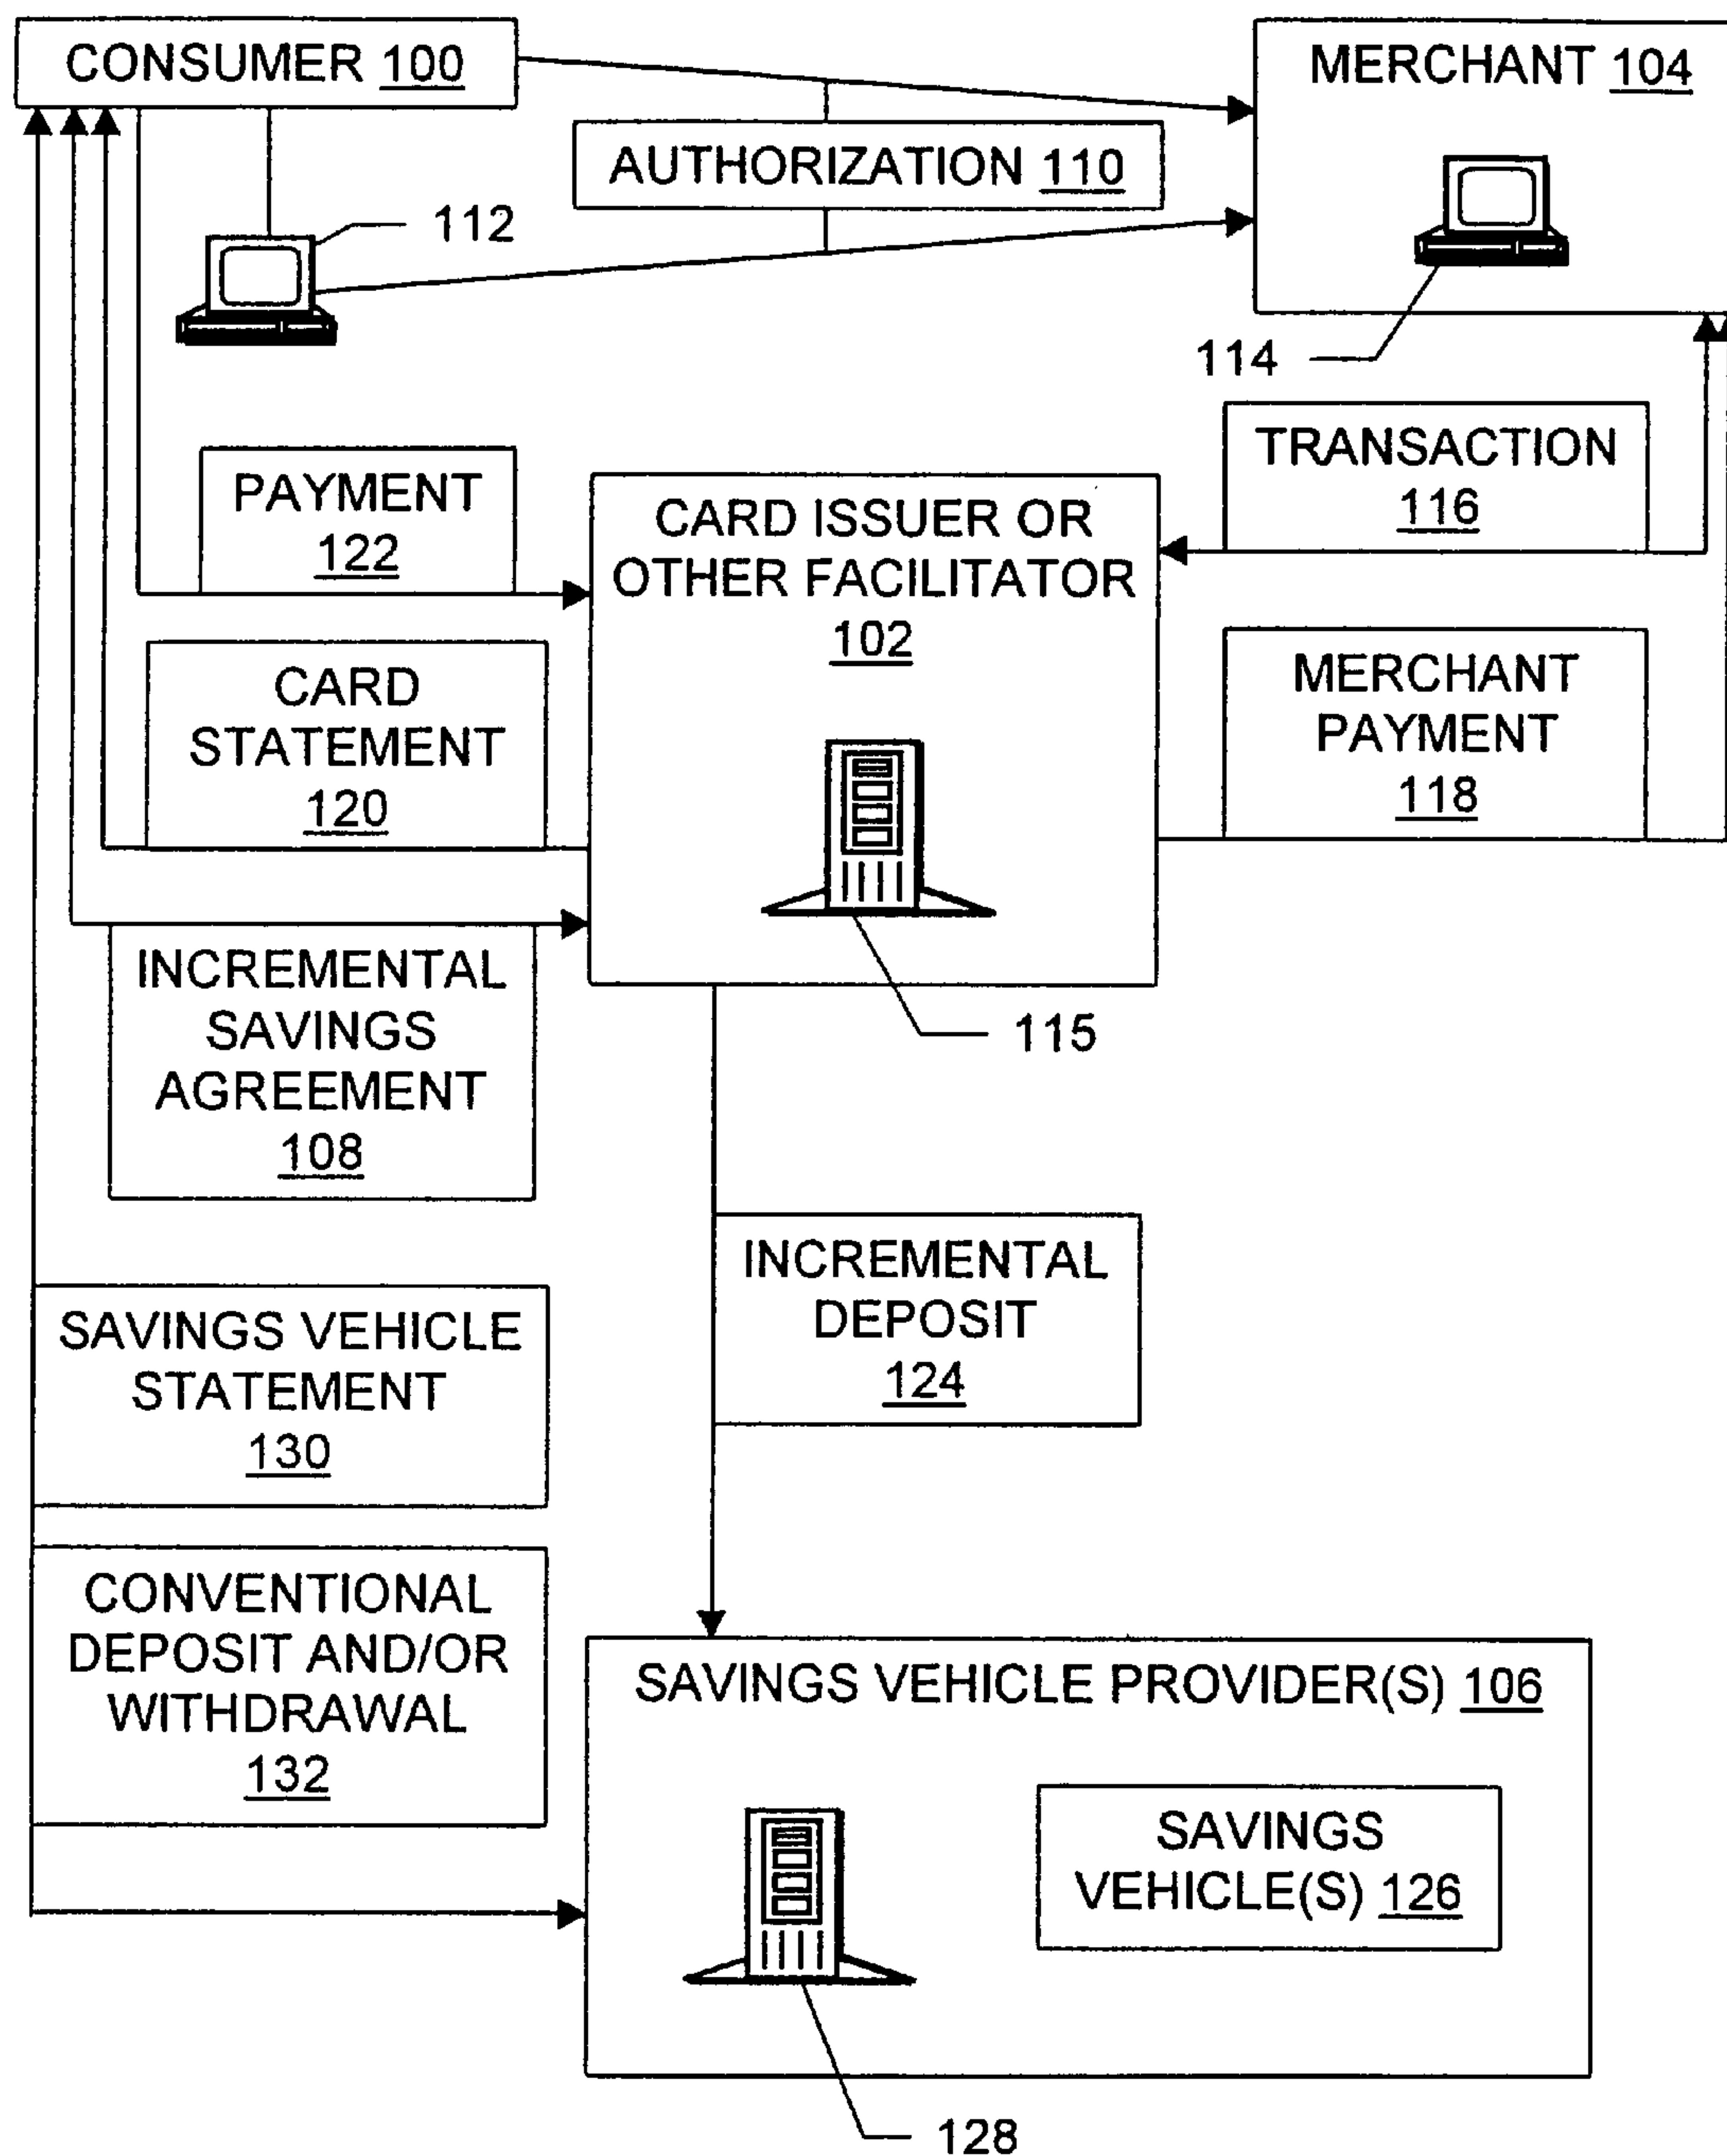 CONSUMER 100
MERCHANT 104
AUTHORIZATION 110
112
114
TRANSACTION
116
PAYMENT
122
CARD ISSUER OR
OTHER FACILITATOR
102
CARD
STATEMENT
120
MERCHANT
PAYMENT
118
INCREMENTAL
SAVINGS
AGREEMENT
108
115
INCREMENTAL
DEPOSIT
124
SAVINGS VEHICLE
STATEMENT
130
CONVENTIONAL
DEPOSIT AND/OR
WITHDRAWAL
132
SAVINGS VEHICLE PROVIDER(S) 106
SAVINGS
VEHICLE(S) 126
128